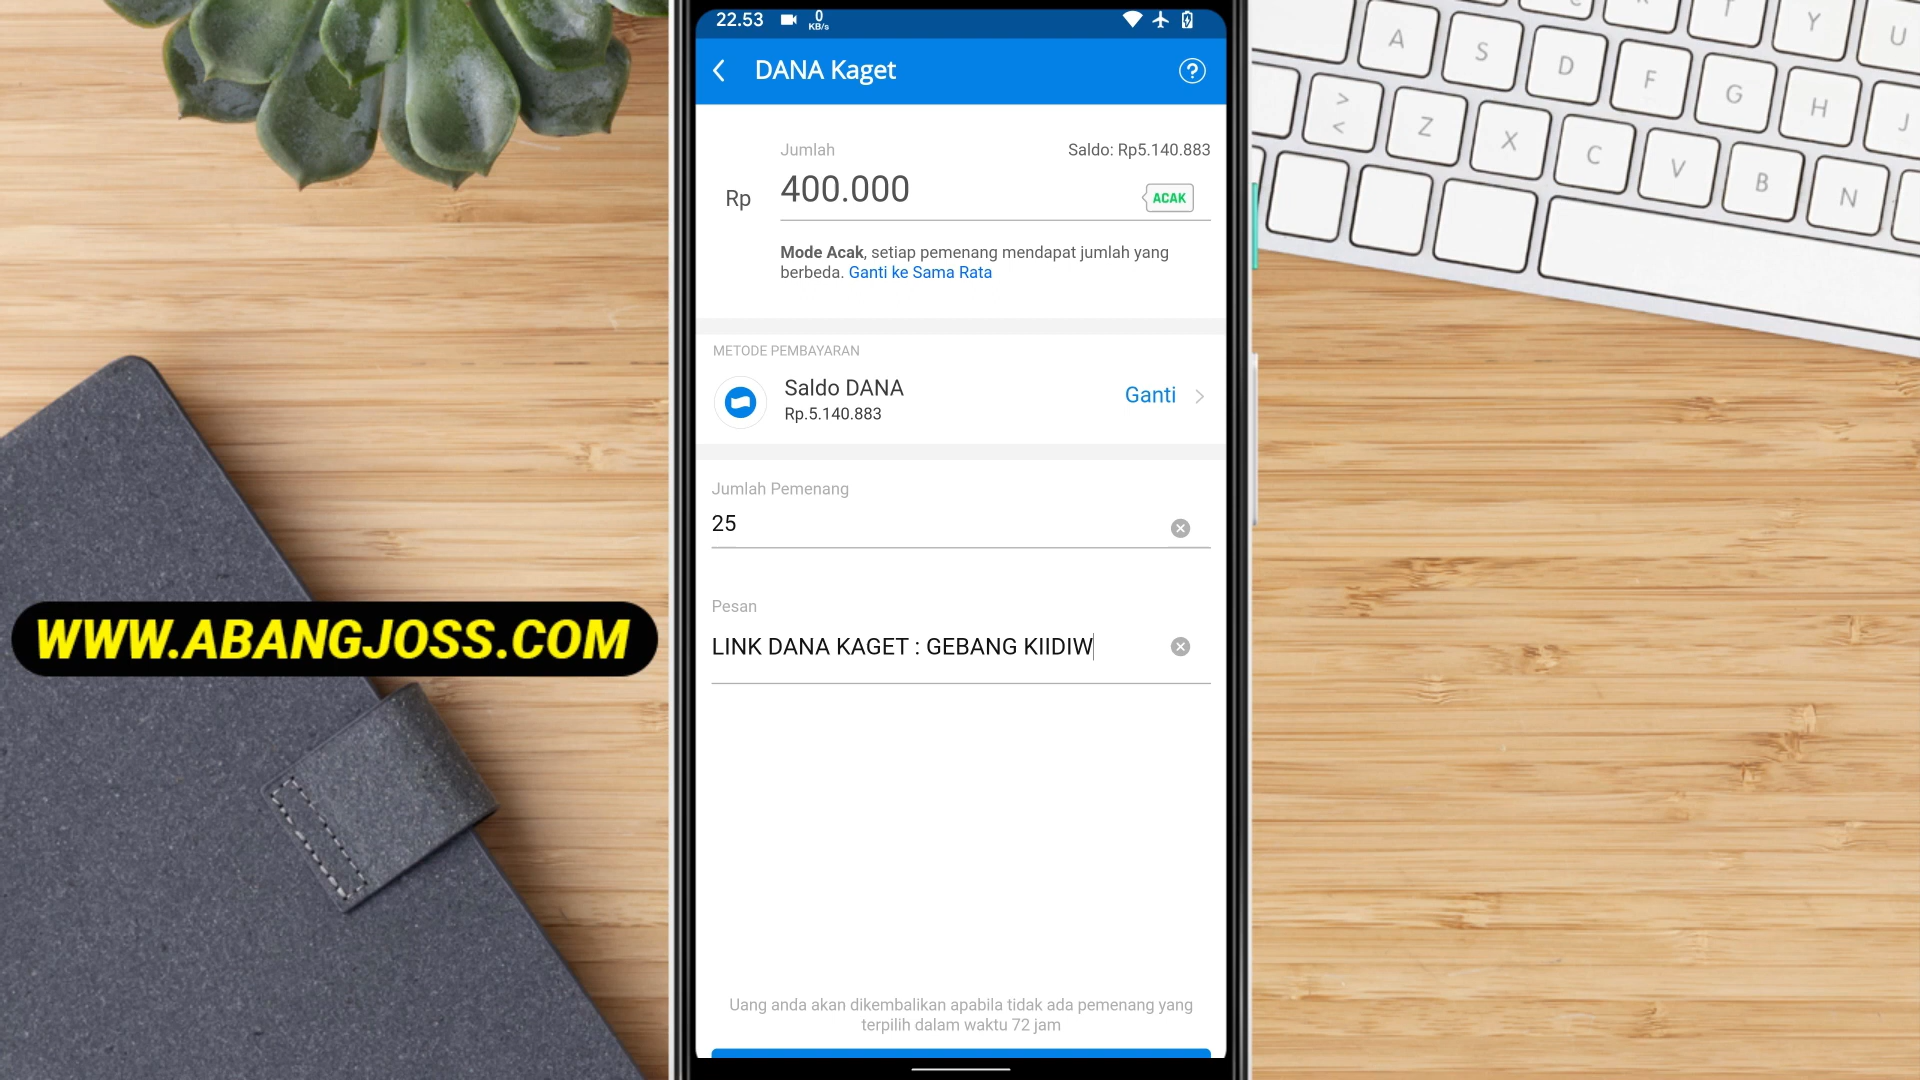 22.53
0
KB/s
DANA Kaget
Jumlah
Saldo: Rp5.140.883
Rp
400.000
ACAK
Mode Acak, setiap pemenang mendapat jumlah yang
berbeda. Ganti ke Sama Rata
METODE PEMBAYARAN
Saldo DANA
Rp.5.140.883
Ganti
Jumlah Pemenang
25
Pesan
LINK DANA KAGET : GEBANG KIIDIW
Uang anda akan dikembalikan apabila tidak ada pemenang yang
terpilih dalam waktu 72 jam
WWW.ABANGJOSS.COM
T
Y
U
A
S
D
F
G
H
J
>
<
Z
X
C
V
B
N